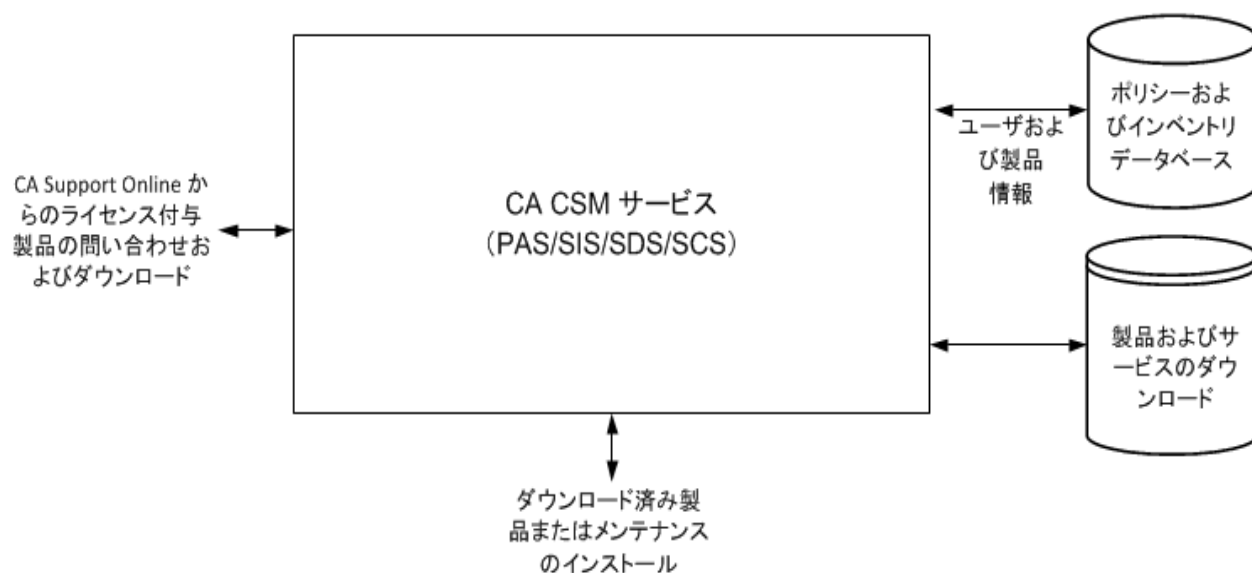 CA Support Online か
らのライセンス付与
製品の問い合わせお
よびダウンロード
CA CSM サービス
(PAS/SIS/SDS/SCS)
ユーザおよ
び製品
情報
ポリシーおよ
びインベントリ
データベース
製品およびサ
ービスのダウ
ンロード
ダウンロード済み製
品またはメンテナンス
のインストール